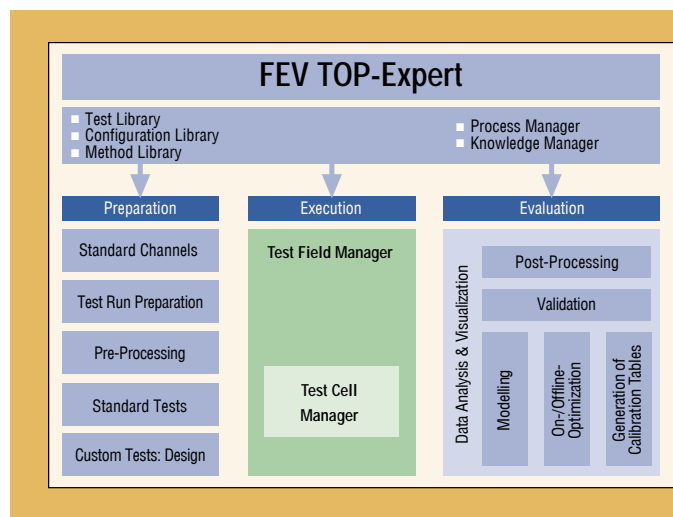 FEV TOP-Expert
Test Library
Configuration Library
Method Library
Process Manager
Knowledge Manager
Preparation
Standard Channels
Test Run Preparation
Pre-Processing
Standard Tests
Custom Tests: Design
Execution
Test Field Manager
Test Cell
Manager
Evaluation
Data Analysis & Visualization
Post-Processing
Validation
Modelling
On-/Offline-
Optimization
Generation of
Calibration Tables